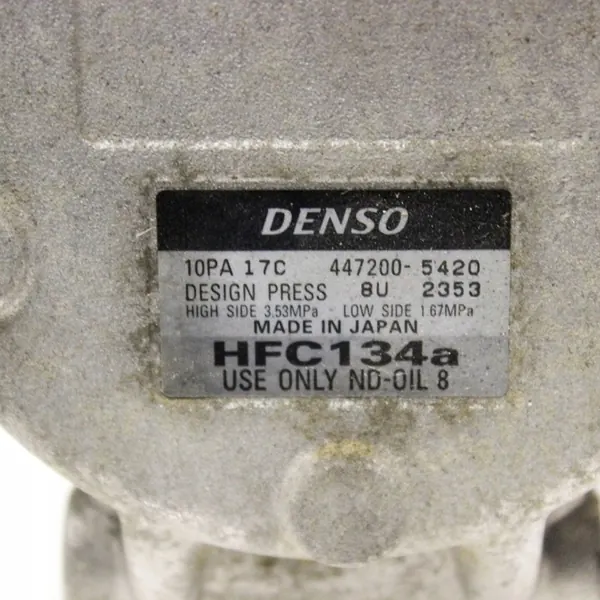 DENSO
10PA 17C 447200- 5420
DESIGN PRESS 8U 2353
HIGH SIDE 3.53MPa - LOW SIDE 1.67MPa
MADE IN JAPAN
HFC134a
USE ONLY ND-OIL 8